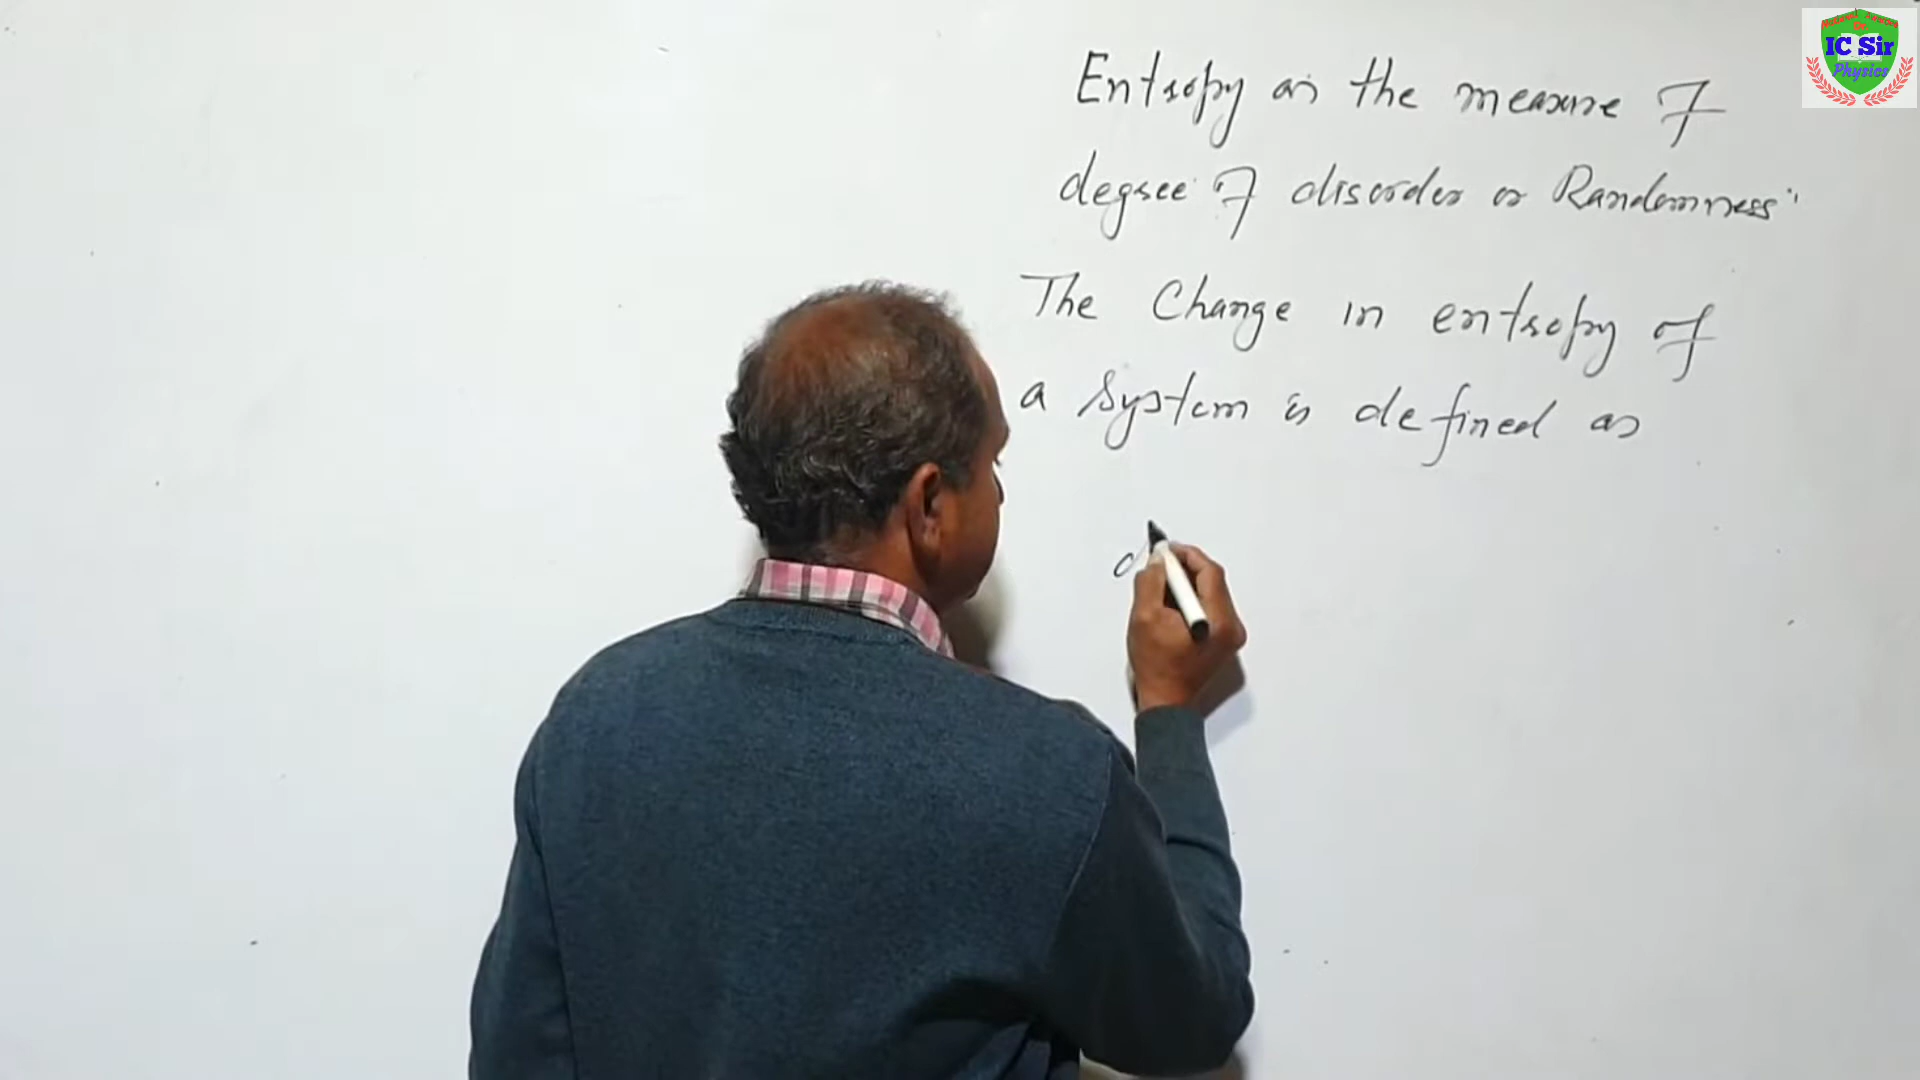 Entropy as the measure of
degree of disorder or Randomness"
The Change in entropy of
a System is defined as
d
IC Sir
Physics